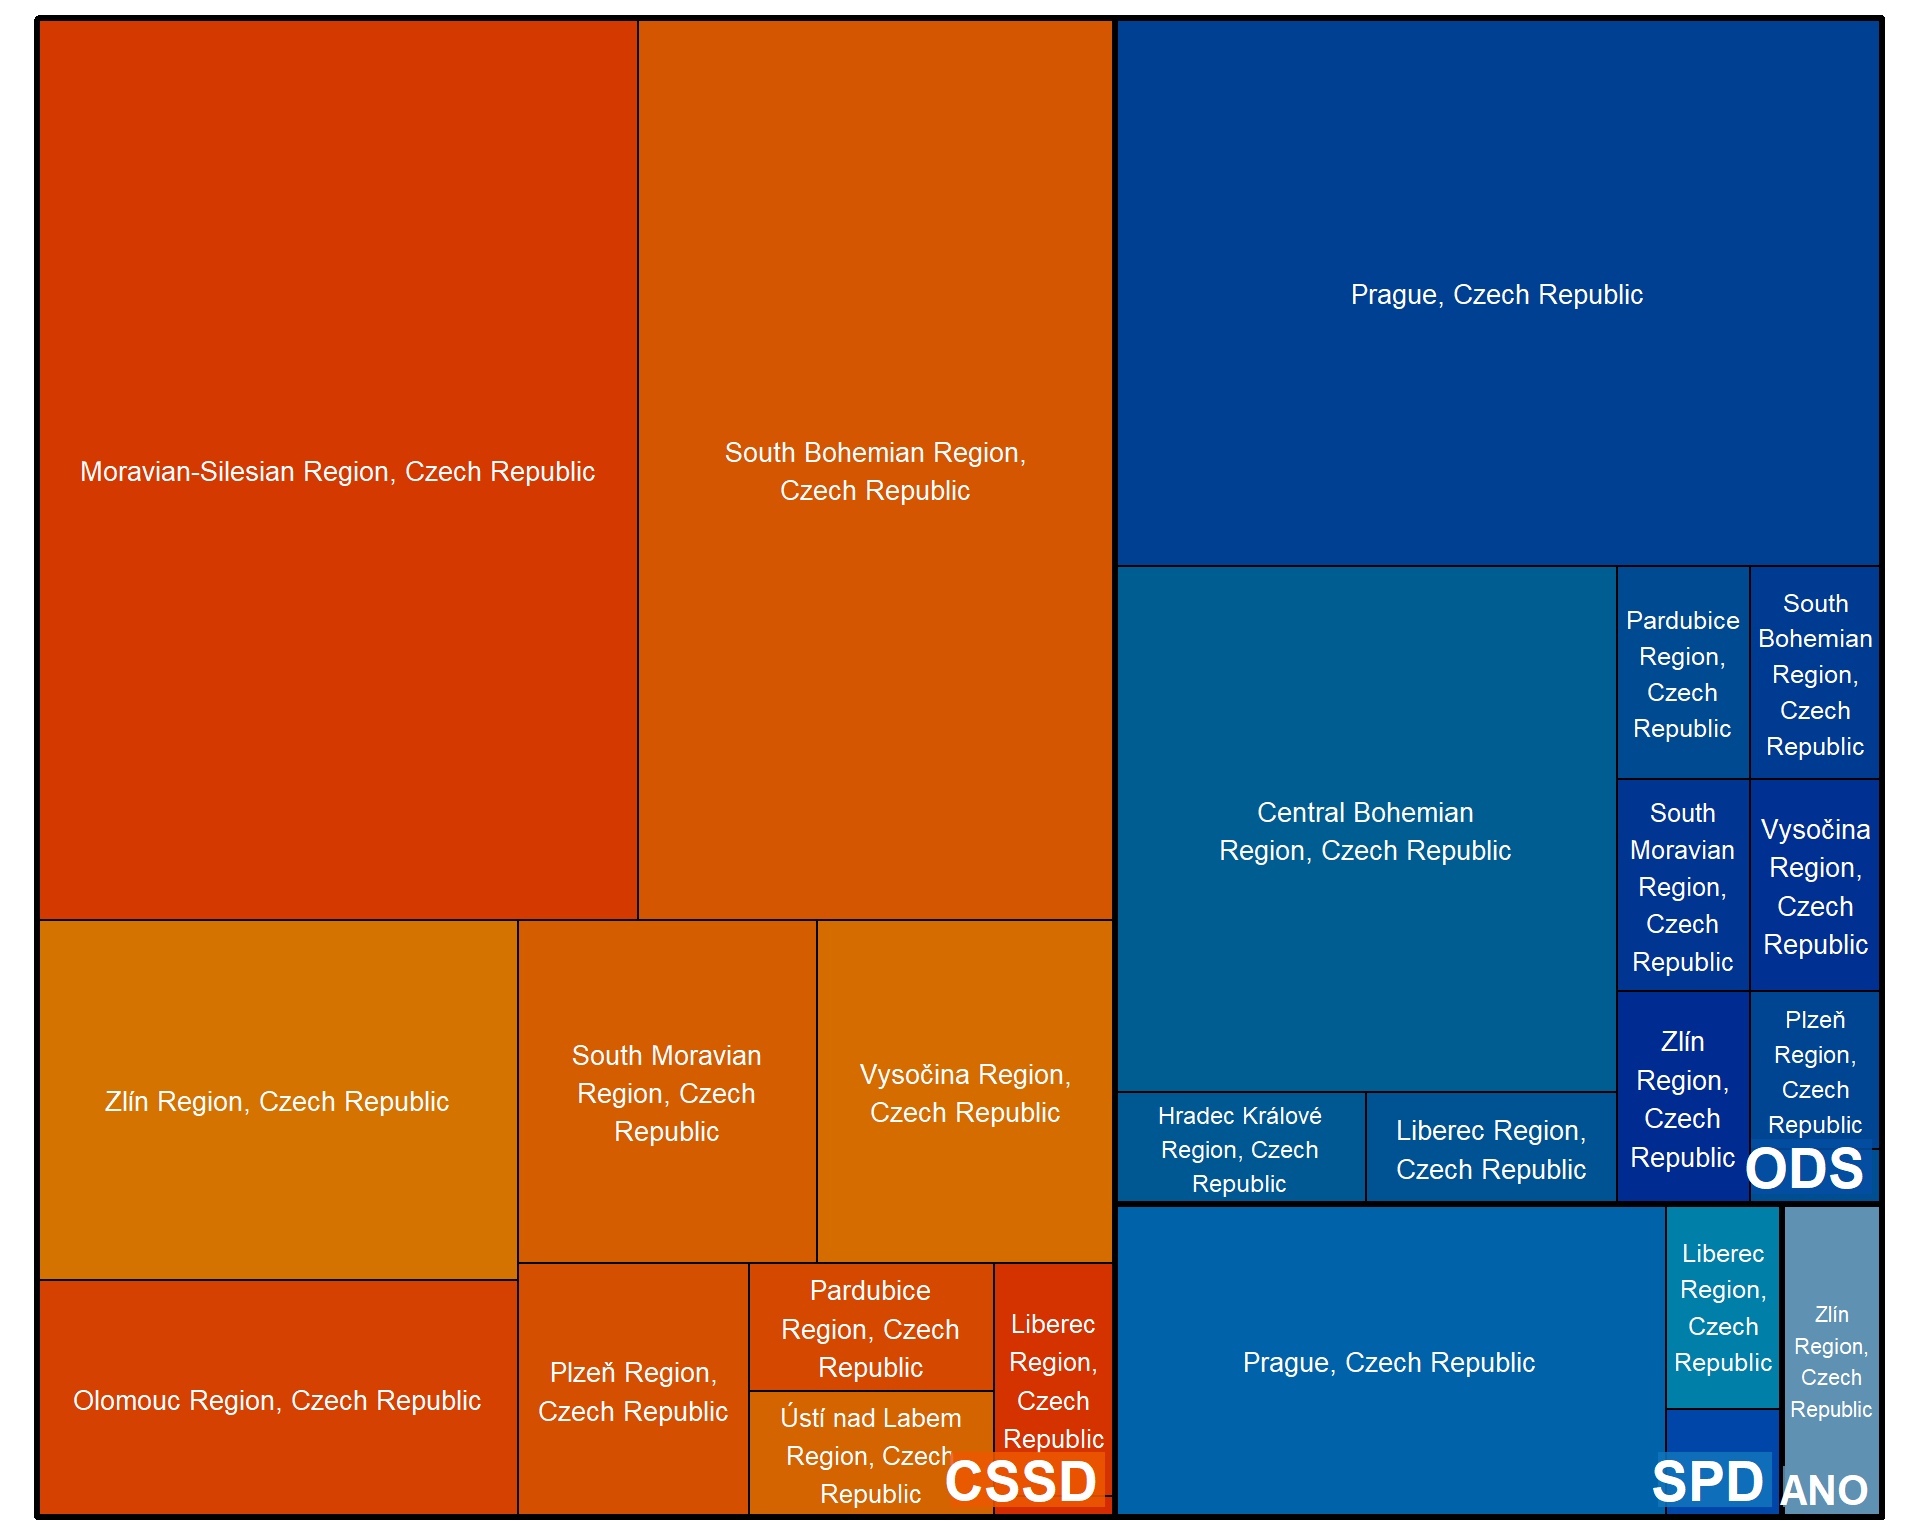 Moravian-Silesian Region, Czech Republic
South Bohemian Region,
Czech Republic
Zlín Region, Czech Republic
Olomouc Region, Czech Republic
South Moravian
Region, Czech
Republic
Vysočina Region,
Czech Republic
Plzeň Region,
Czech Republic
Pardubice
Region, Czech
Republic
Ústí nad Labem
Region, Czech
Republic
Liberec
Region,
Czech
Republic
CSSD
Prague, Czech Republic
Central Bohemian
Region, Czech Republic
Hradec Králové
Region, Czech
Republic
Liberec Region,
Czech Republic
Pardubice
Region,
Czech
Republic
South
Bohemian
Region,
Czech
Republic
South
Moravian
Region,
Czech
Republic
Vysočina
Region,
Czech
Republic
Zlín
Region,
Czech
Republic
Plzeň
Region,
Czech
Republic
ODS
Prague, Czech Republic
Liberec
Region,
Czech
Republic
SPD
Zlín
Region,
Czech
Republic
ANO